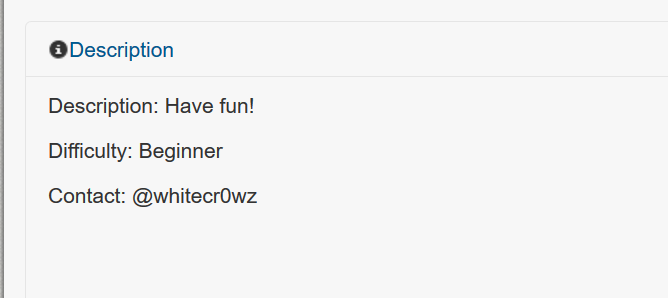 Description
Description: Have fun!
Difficulty: Beginner
Contact: @whitecr0wz